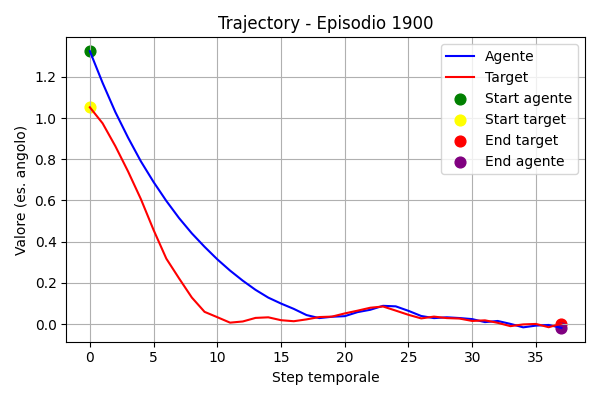 Trajectory - Episodio 1900
Valore (es. angolo)
1.2
1.0
0.8
0.6
0.4
0.2
0.0
0 5 10 15 20 25 30 35
Step temporale
Agente
Target
Start agente
Start target
End target
End agente